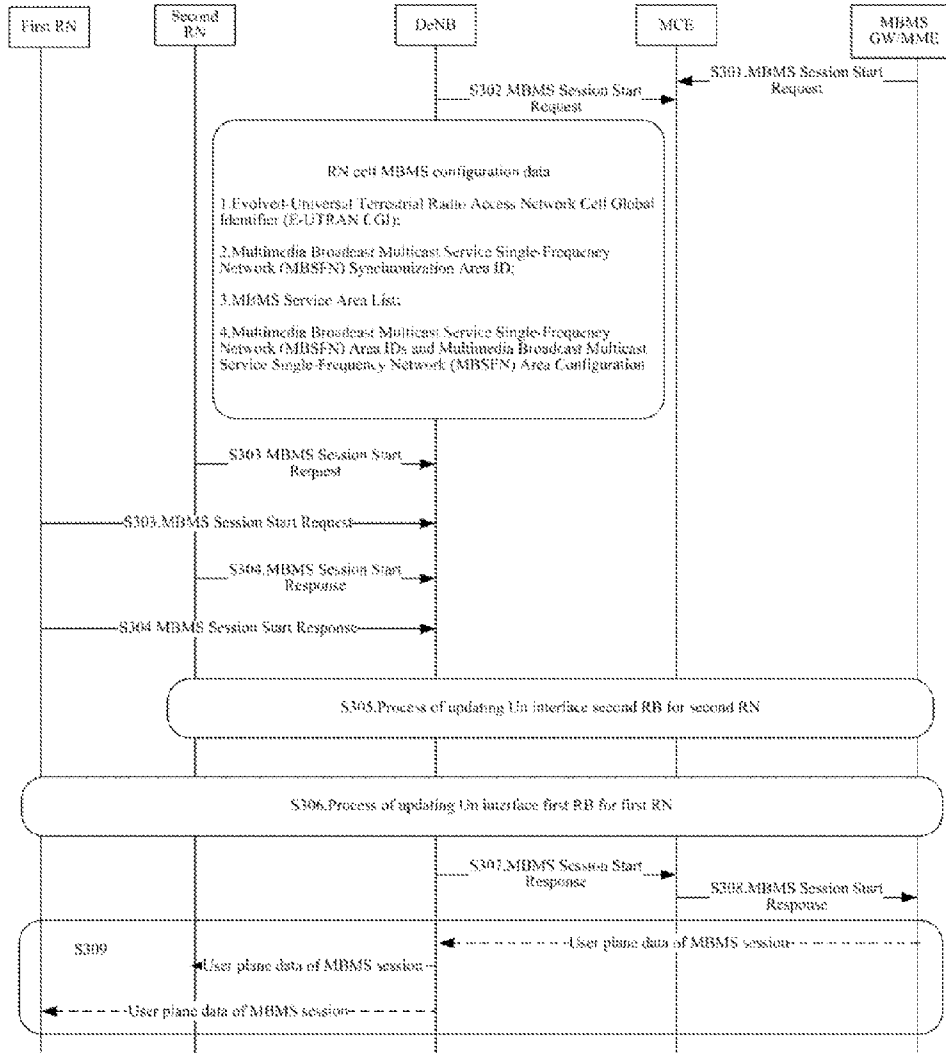 First RN
Second
RN
DeNB
MCE
MBMS
GW/MME
S301.MBMS Session Start
Request
S302.MBMS Session Start
Request
RN cell MBMS configuration data
1.Evolved-Universal Terrestrial Radio Access Network Cell Global
Identifier (E-UTRAN CGI);
2.Multimedia Broadcast Multicast Service Single-Frequency
Network (MBSFN) Synchronization Area ID;
3.MBMS Service Area List;
4.Multimedia Broadcast Multicast Service Single-Frequency
Network (MBSFN) Area IDs and Multimedia Broadcast Multicast
Service Single-Frequency Network (MBSFN) Area Configuration
S303.MBMS Session Start
Request
S303.MBMS Session Start Request
S304.MBMS Session Start
Response
S304.MBMS Session Start Response
S305.Process of updating Un interface second RB for second RN
S306.Process of updating Un interface first RB for first RN
S307.MBMS Session Start
Response
S308.MBMS Session Start
Response
S309
User plane data of MBMS session
User plane data of MBMS session
User plane data of MBMS session